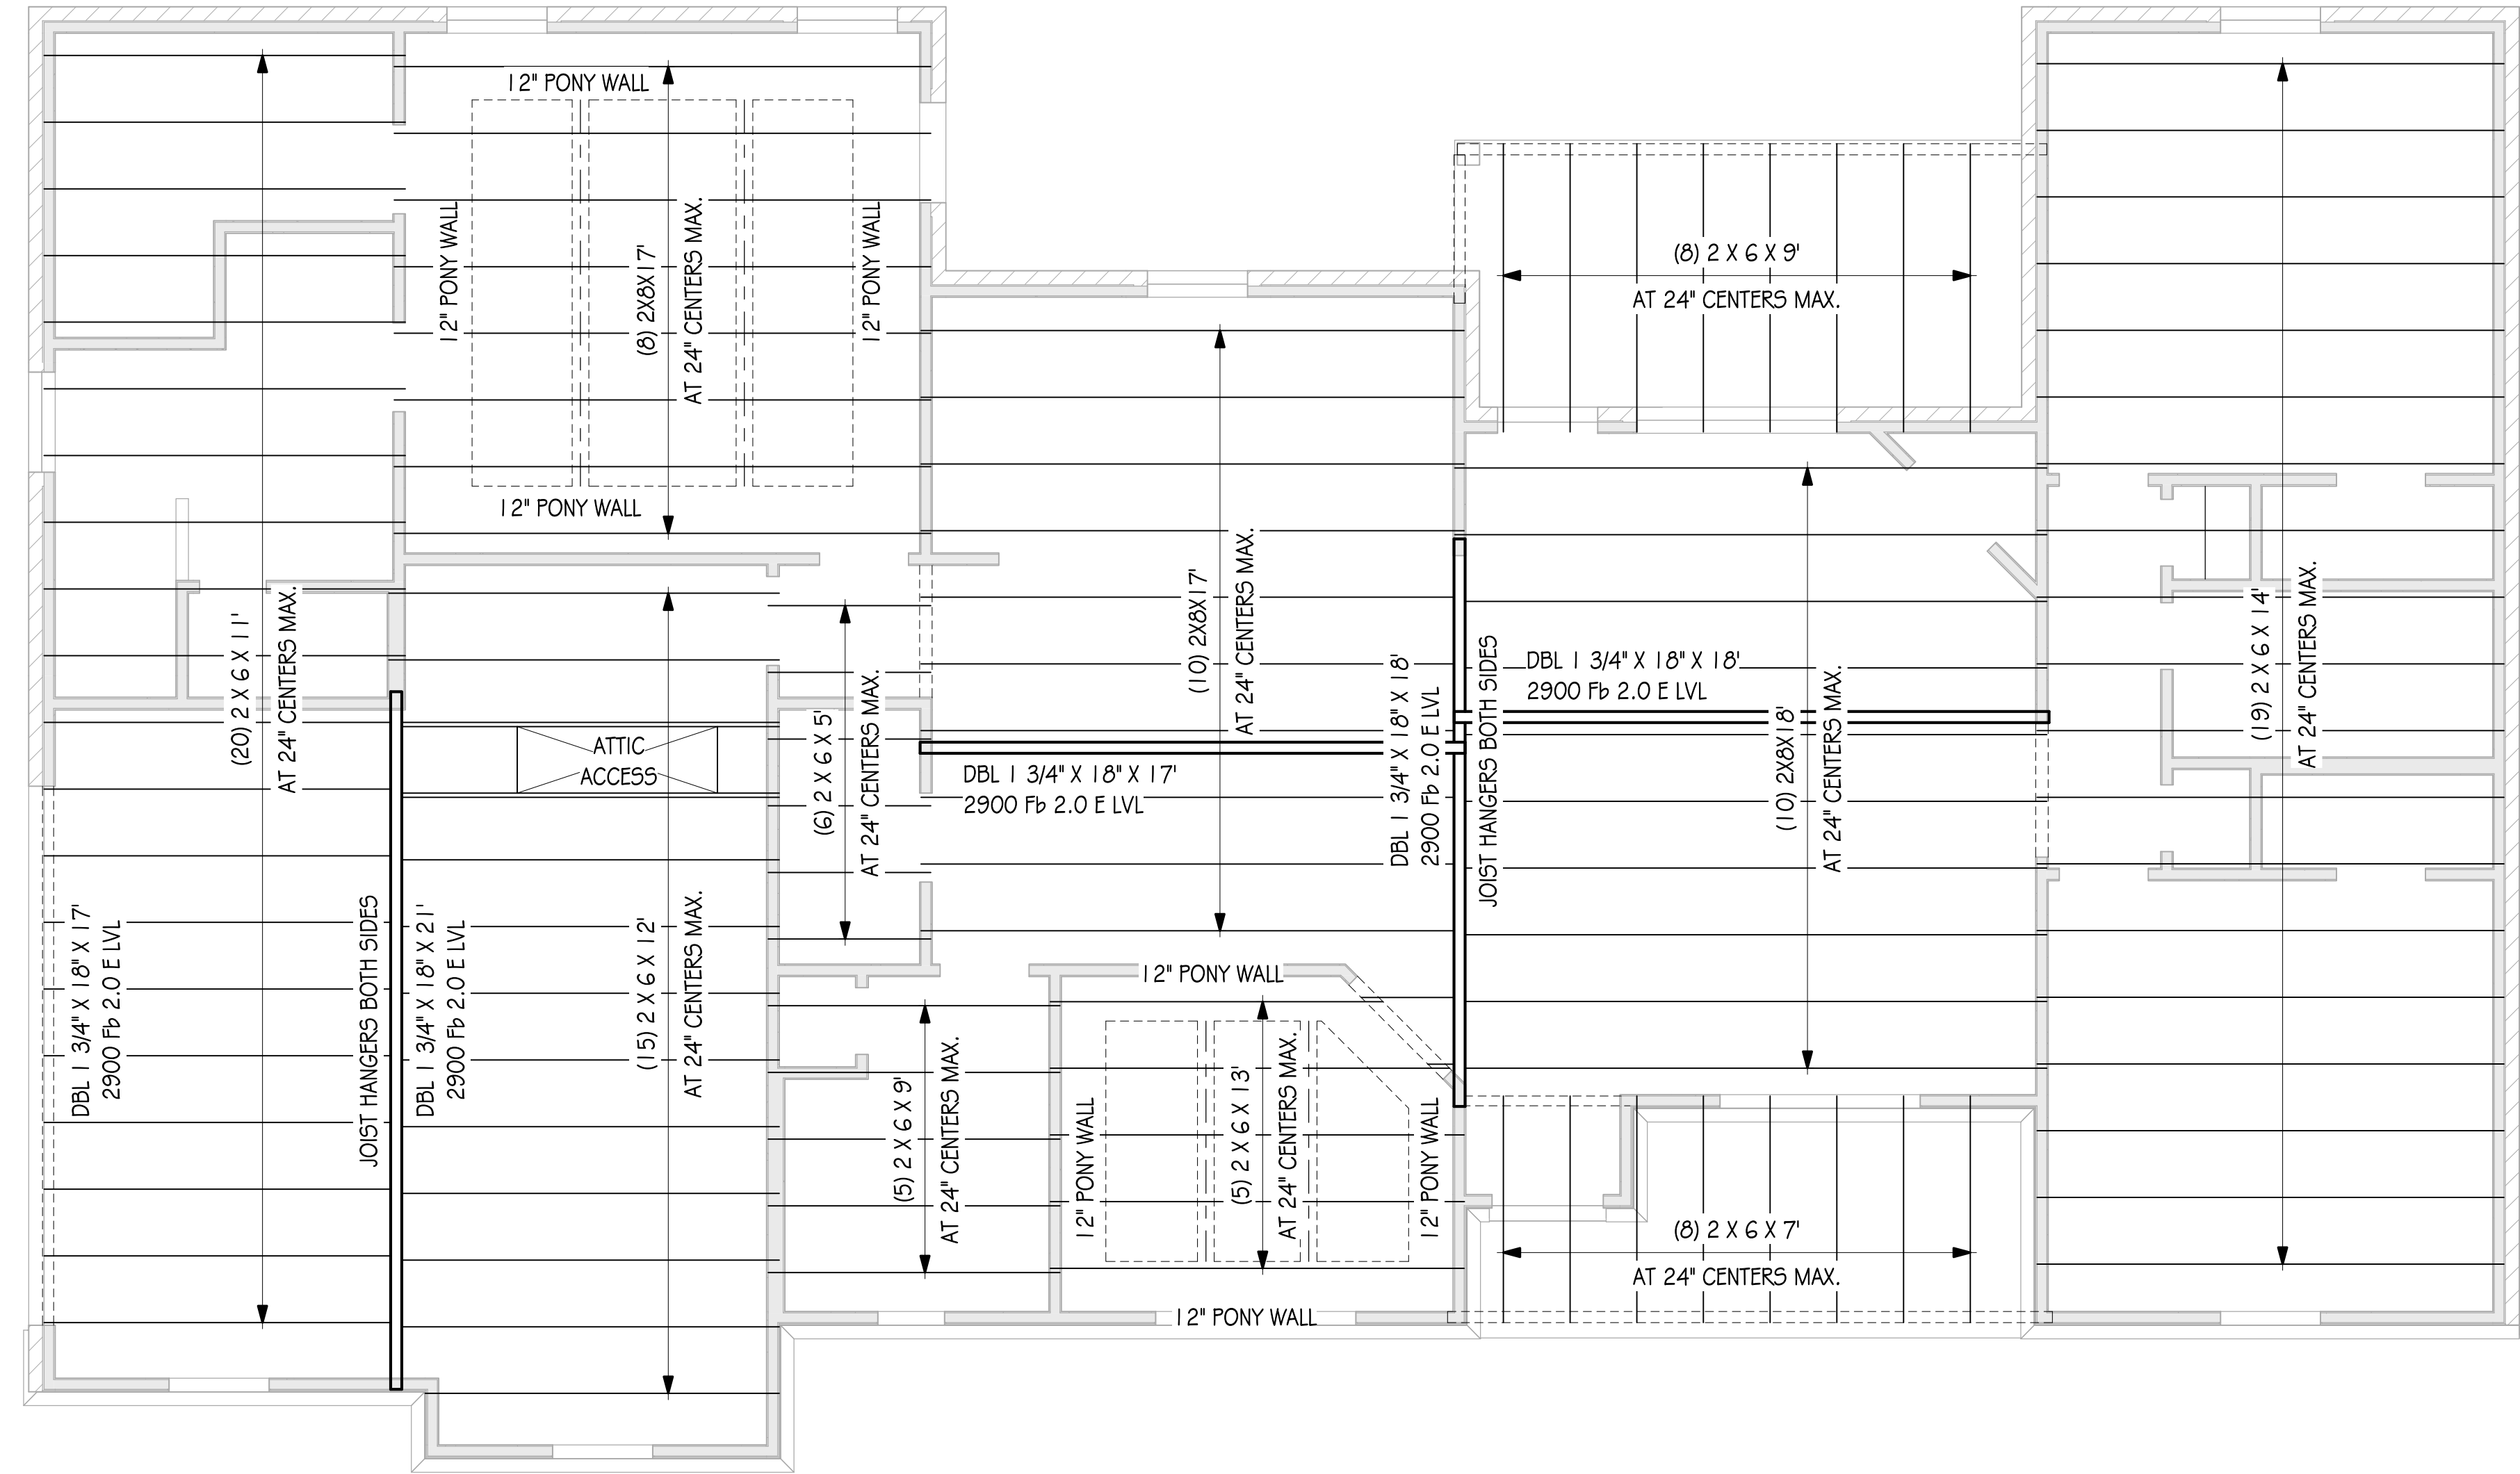 12" PONY WALL
12" PONY WALL
(8) 2X8X17'
AT 24" CENTERS MAX.
12" PONY WALL
12" PONY WALL
(8) 2 X 6 X 9'
AT 24" CENTERS MAX.
(20) 2 X 6 X 11'
AT 24" CENTERS MAX.
ATTIC
ACCESS
(6) 2 X 6 X 5'
AT 24" CENTERS MAX.
(10) 2X8X17'
AT 24" CENTERS MAX.
DBL 1 3/4" X 18" X 17'
2900 Fb 2.0 E LVL
DBL 1 3/4" X 18" X 18'
2900 Fb 2.0 E LVL
JOIST HANGERS BOTH SIDES
DBL 1 3/4" X 18" X 18'
2900 Fb 2.0 E LVL
(10) 2X8X18'
AT 24" CENTERS MAX.
(19) 2 X 6 X 14'
AT 24" CENTERS MAX.
DBL 1 3/4" X 18" X 17'
2900 Fb 2.0 E LVL
JOIST HANGERS BOTH SIDES
DBL 1 3/4" X 18" X 21'
2900 Fb 2.0 E LVL
(15) 2 X 6 X 12'
AT 24" CENTERS MAX.
(5) 2 X 6 X 9'
AT 24" CENTERS MAX.
12" PONY WALL
12" PONY WALL
(5) 2 X 6 X 13'
AT 24" CENTERS MAX.
12" PONY WALL
12" PONY WALL
(8) 2 X 6 X 7'
AT 24" CENTERS MAX.